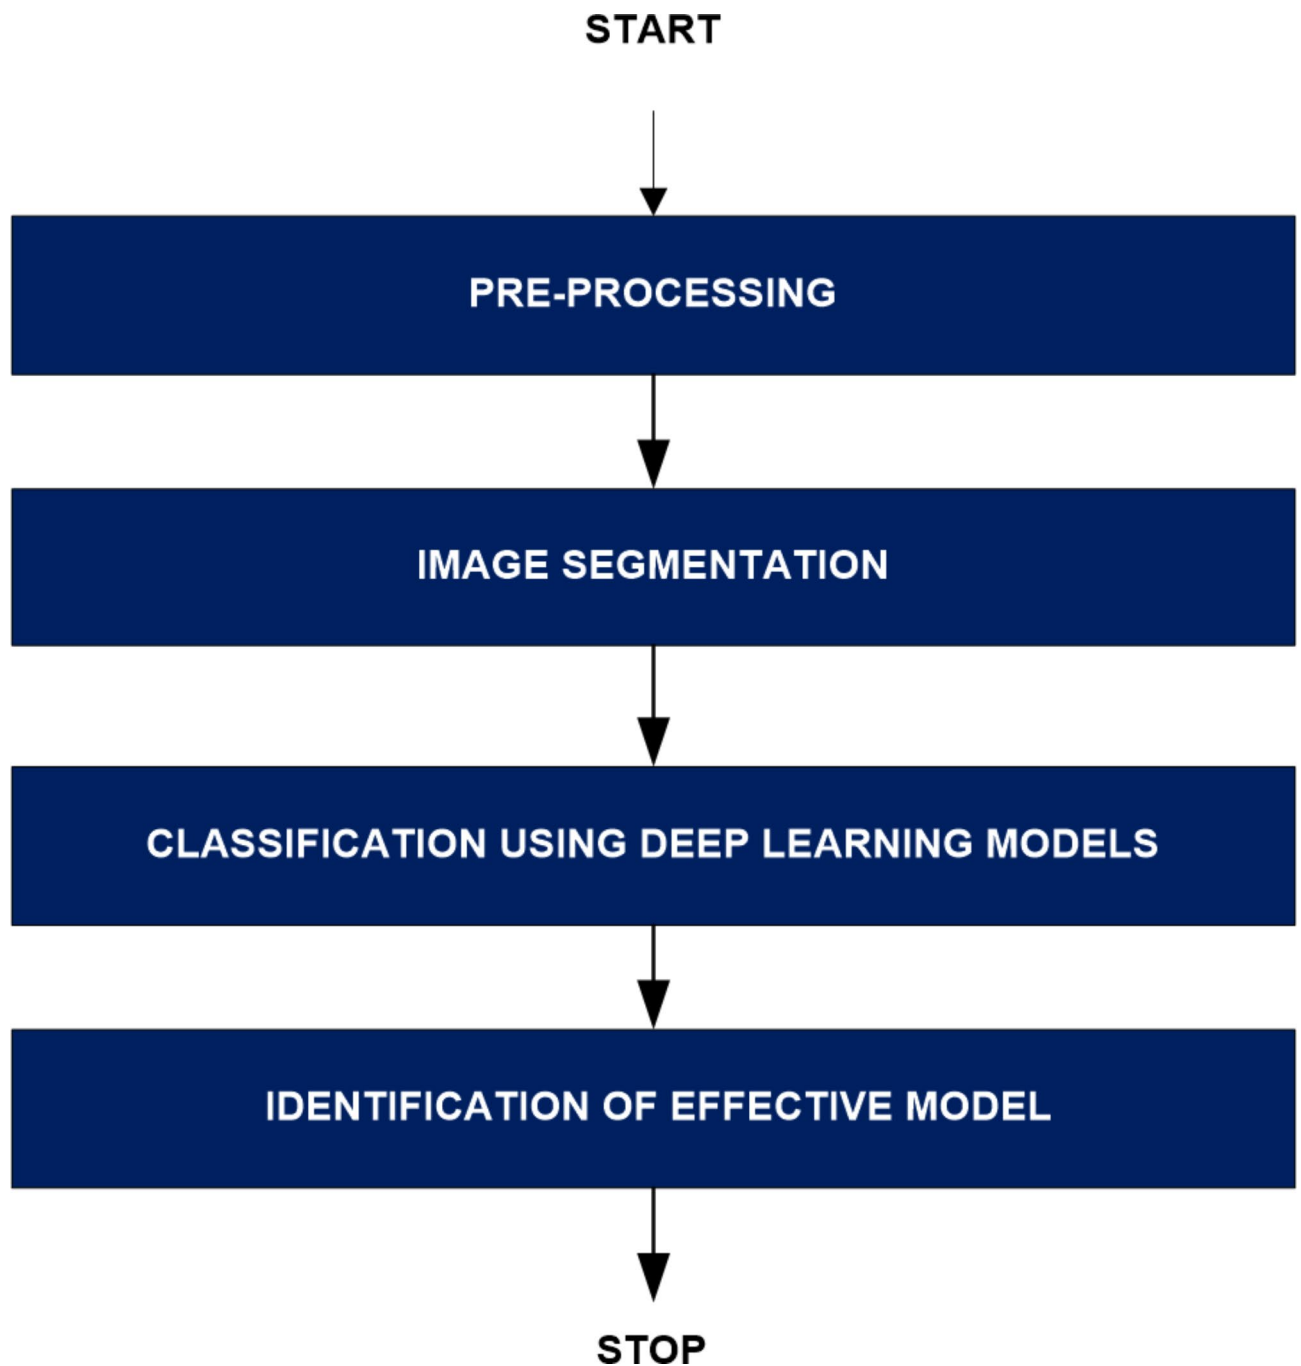 START
PRE-PROCESSING
IMAGE SEGMENTATION
CLASSIFICATION USING DEEP LEARNING MODELS
IDENTIFICATION OF EFFECTIVE MODEL
STOP